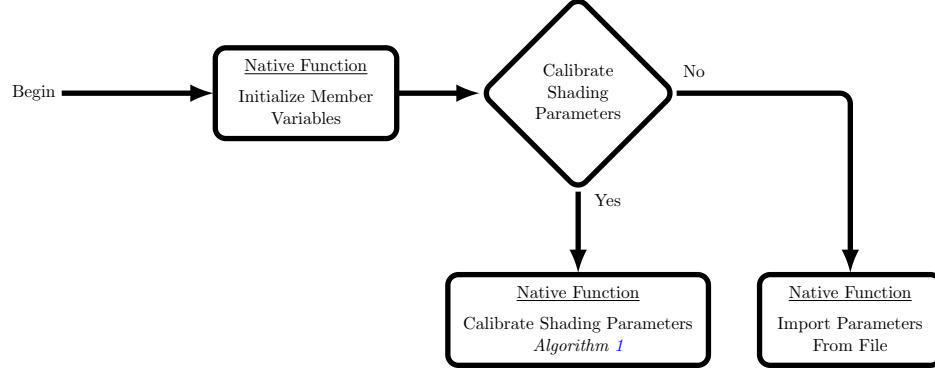 Begin
Native Function
Initialize Member
Variables
Calibrate
Shading
Parameters
No
Yes
Native Function
Calibrate Shading Parameters
Algorithm 1
Native Function
Import Parameters
From File